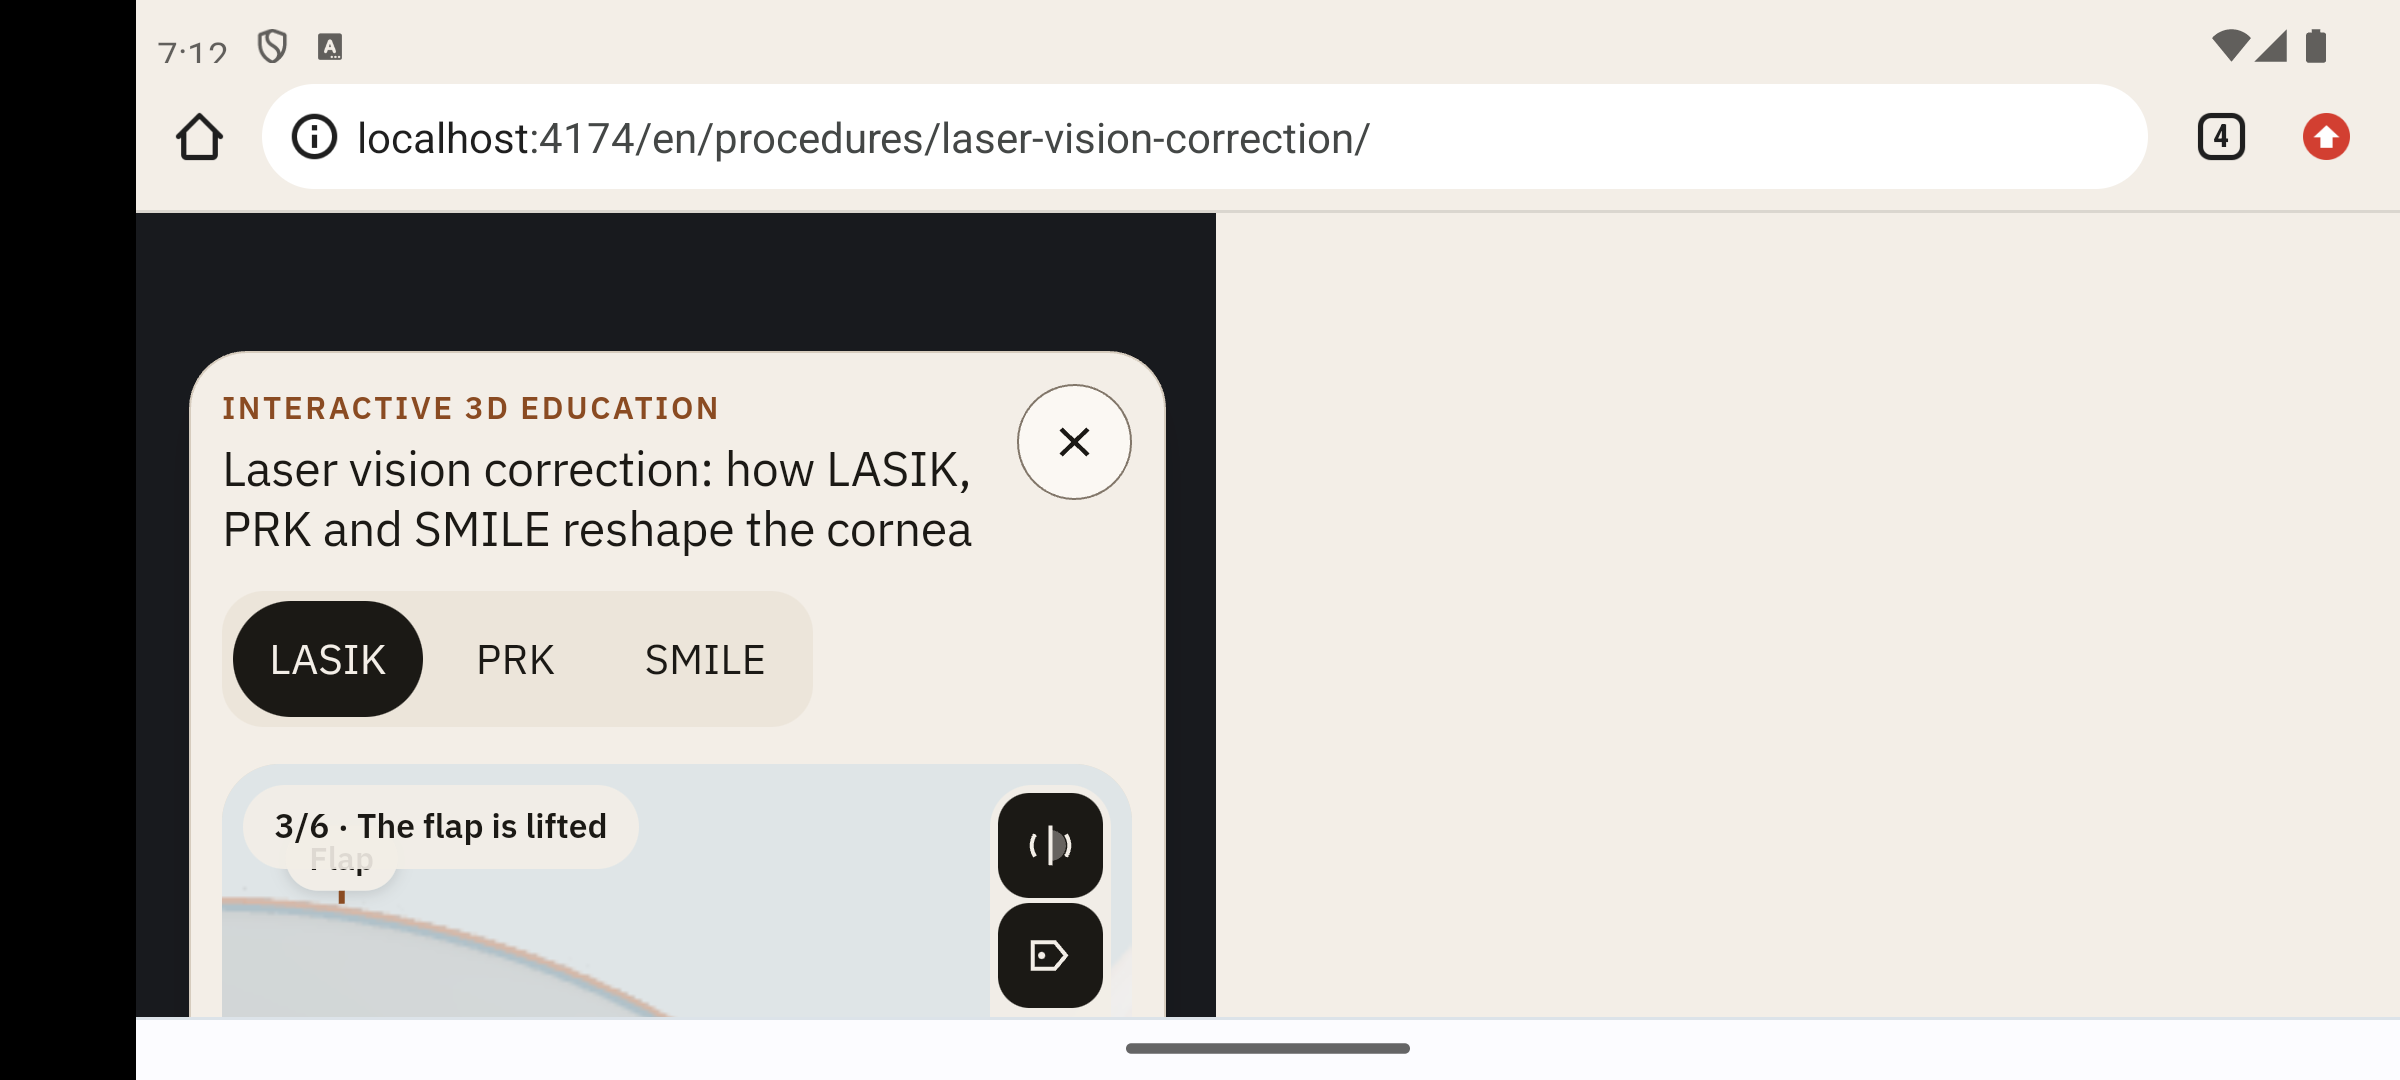 7:12
A
localhost:4174/en/procedures/laser-vision-correction/
4
INTERACTIVE 3D EDUCATION
Laser vision correction: how LASIK,
PRK and SMILE reshape the cornea
LASIK
PRK
SMILE
3/6 · The flap is lifted
Flap